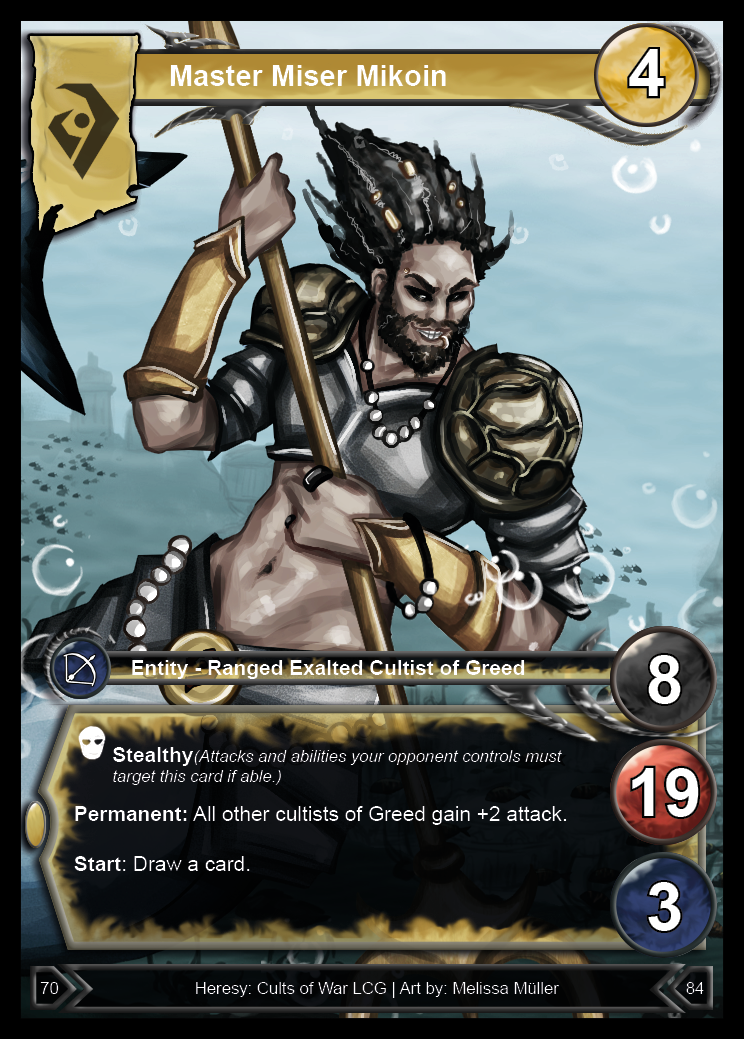 Master Miser Mikoin
4
Entity - Ranged Exalted Cultist of Greed
8
Stealthy(Attacks and abilities your opponent controls must
target this card if able.)
19
Permanent: All other cultists of Greed gain +2 attack.
Start: Draw a card.
3
70
Heresy: Cults of War LCG | Art by: Melissa Müller
84